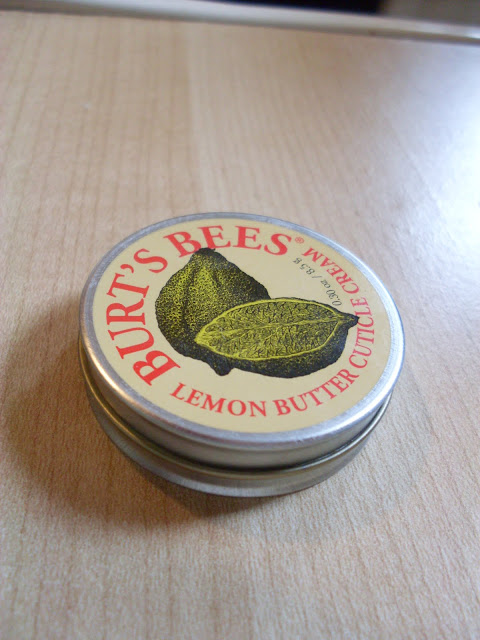 BURT'S BEES®
LEMON BUTTER CUTICLE CREAM
0.30 oz / 8.5 g